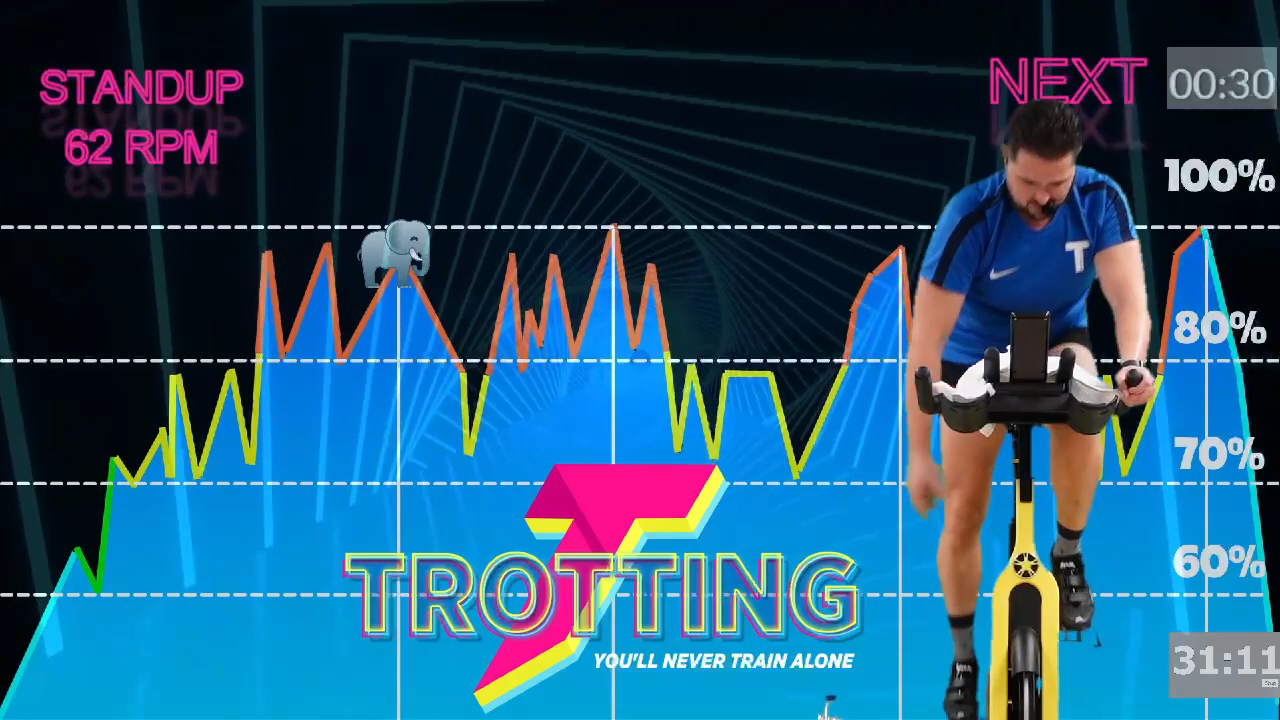 STANDUP
62 RPM
NEXT
00:30
100%
80%
70%
60%
T
TROTTING
YOU'LL NEVER TRAIN ALONE
31:11